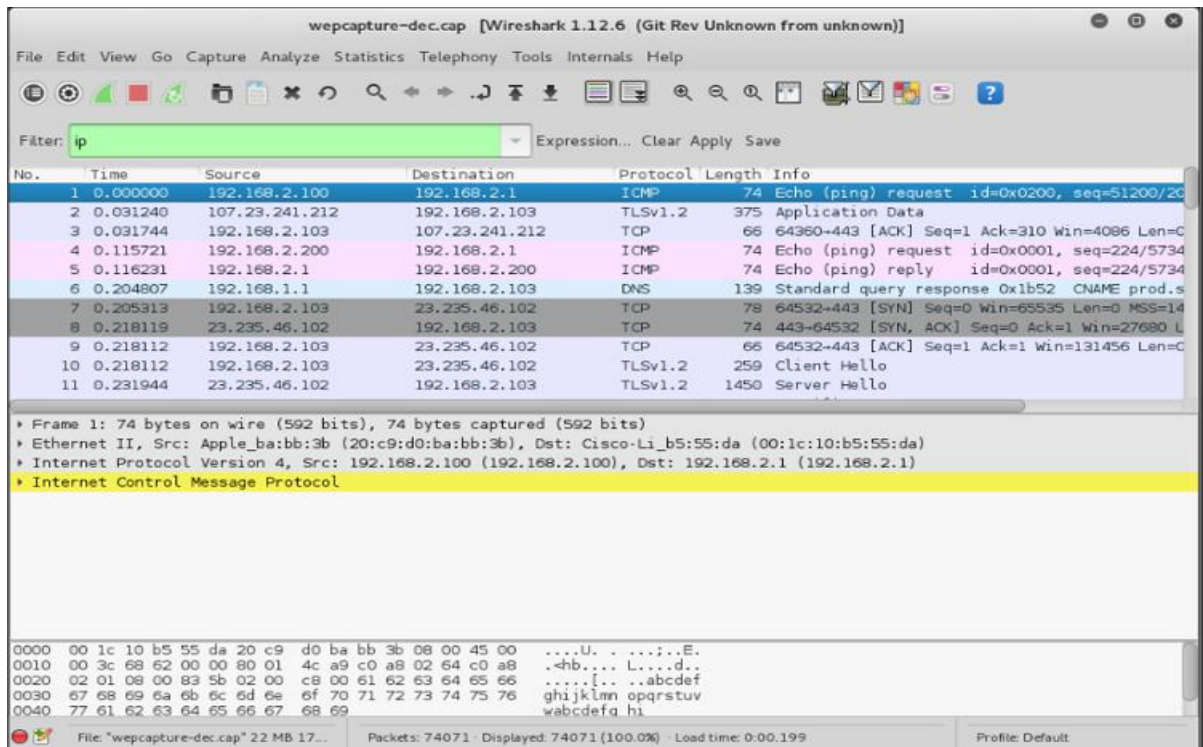 wepcapture-dec.cap [Wireshark 1.12.6 (Git Rev Unknown from unknown)]
File Edit View Go Capture Analyze Statistics Telephony Tools Internals Help
Filter: ip Expression... Clear Apply Save
No. Time Source Destination Protocol Length Info
1 0.000000 192.168.2.100 192.168.2.1 ICMP 74 Echo (ping) request id=0x0200, seq=51200/20
2 0.031240 107.23.241.212 192.168.2.103 TLSv1.2 375 Application Data
3 0.031744 192.168.2.103 107.23.241.212 TCP 66 64360→443 [ACK] Seq=1 Ack=310 Win=4086 Len=0
4 0.115721 192.168.2.200 192.168.2.1 ICMP 74 Echo (ping) request id=0x0001, seq=224/5734
5 0.116231 192.168.2.1 192.168.2.200 ICMP 74 Echo (ping) reply id=0x0001, seq=224/5734
6 0.204807 192.168.1.1 192.168.2.103 DNS 139 Standard query response 0x1b52 CNAME prod.s
7 0.205313 192.168.2.103 23.235.46.102 TCP 78 64532→443 [SYN] Seq=0 Win=65535 Len=0 MSS=14
8 0.218119 23.235.46.102 192.168.2.103 TCP 74 443→64532 [SYN, ACK] Seq=0 Ack=1 Win=27680 L
9 0.218112 192.168.2.103 23.235.46.102 TCP 66 64532→443 [ACK] Seq=1 Ack=1 Win=131456 Len=0
10 0.218112 192.168.2.103 23.235.46.102 TLSv1.2 259 Client Hello
11 0.231944 23.235.46.102 192.168.2.103 TLSv1.2 1450 Server Hello
Frame 1: 74 bytes on wire (592 bits), 74 bytes captured (592 bits)
Ethernet II, Src: Apple_ba:bb:3b (20:c9:d0:ba:bb:3b), Dst: Cisco-Li_b5:55:da (00:1c:10:b5:55:da)
Internet Protocol Version 4, Src: 192.168.2.100 (192.168.2.100), Dst: 192.168.2.1 (192.168.2.1)
Internet Control Message Protocol
0000 00 1c 10 b5 55 da 20 c9 d0 ba bb 3b 08 00 45 00 ....U. . ...;..E.
0010 00 3c 68 62 00 00 80 01 4c a9 c0 a8 02 64 c0 a8 .<hb.... L....d..
0020 02 01 08 00 83 5b 02 00 c8 00 61 62 63 64 65 66 .....[.. ..abcdef
0030 67 68 69 6a 6b 6c 6d 6e 6f 70 71 72 73 74 75 76 ghijklmn opqrstuv
0040 77 61 62 63 64 65 66 67 68 69 wabcdefg hi
File: "wepcapture-dec.cap" 22 MB 17... Packets: 74071 · Displayed: 74071 (100.0%) · Load time: 0:00.199 Profile: Default